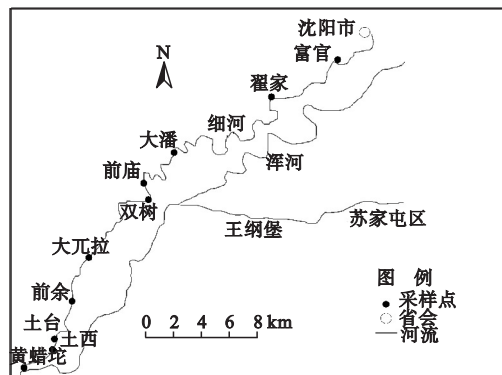 沈阳市
富官
N
翟家
细河
大潘
浑河
前庙
双树
苏家屯区
王纲堡
大兀拉
图 例
前余
采样点
省会
土台
0 2 4 6 8 km
河流
土西
黄蜡坨